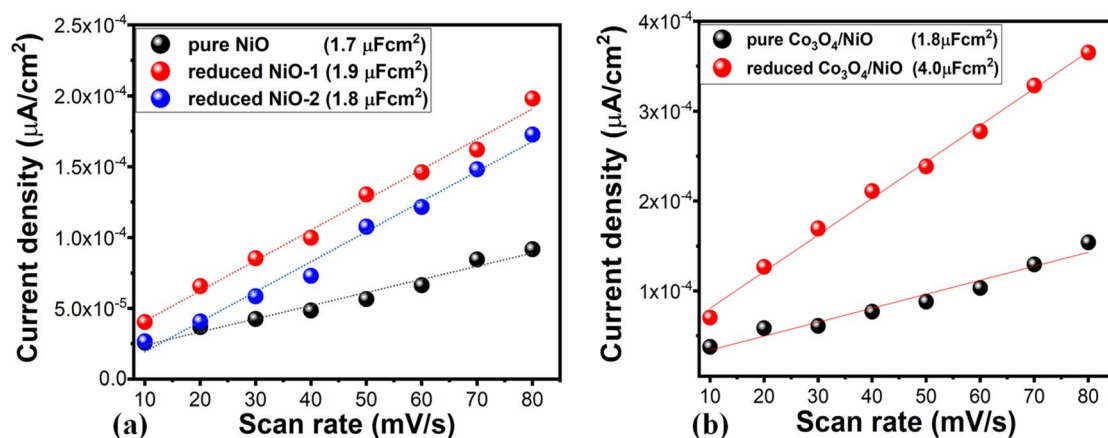 Current density (μA/cm²)
2.5x10⁻⁴
2.0x10⁻⁴
1.5x10⁻⁴
1.0x10⁻⁴
5.0x10⁻⁵
0.0
pure NiO (1.7 μFcm²)
reduced NiO-1 (1.9 μFcm²)
reduced NiO-2 (1.8 μFcm²)
10 20 30 40 50 60 70 80
(a) Scan rate (mV/s)
Current density (μA/cm²)
4x10⁻⁴
3x10⁻⁴
2x10⁻⁴
1x10⁻⁴
pure Co₃O₄/NiO (1.8μFcm²)
reduced Co₃O₄/NiO (4.0μFcm²)
10 20 30 40 50 60 70 80
(b) Scan rate (mV/s)